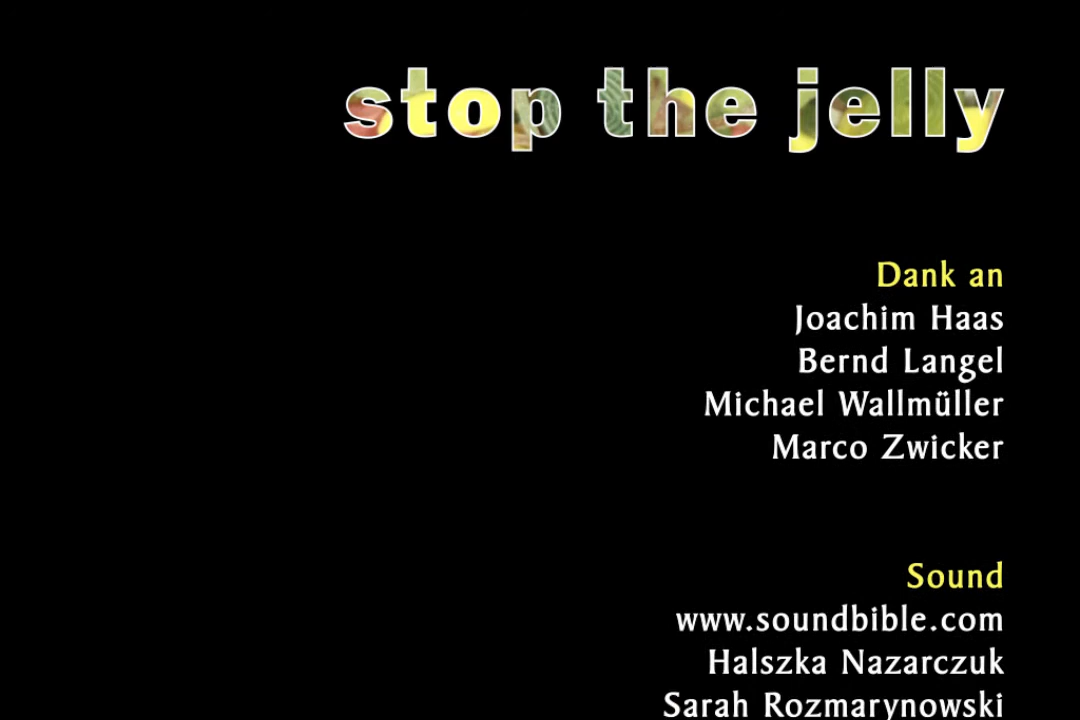 stop the jelly
Dank an
Joachim Haas
Bernd Langel
Michael Wallmüller
Marco Zwicker
Sound
www.soundbible.com
Halszka Nazarczuk
Sarah Rozmarynowski